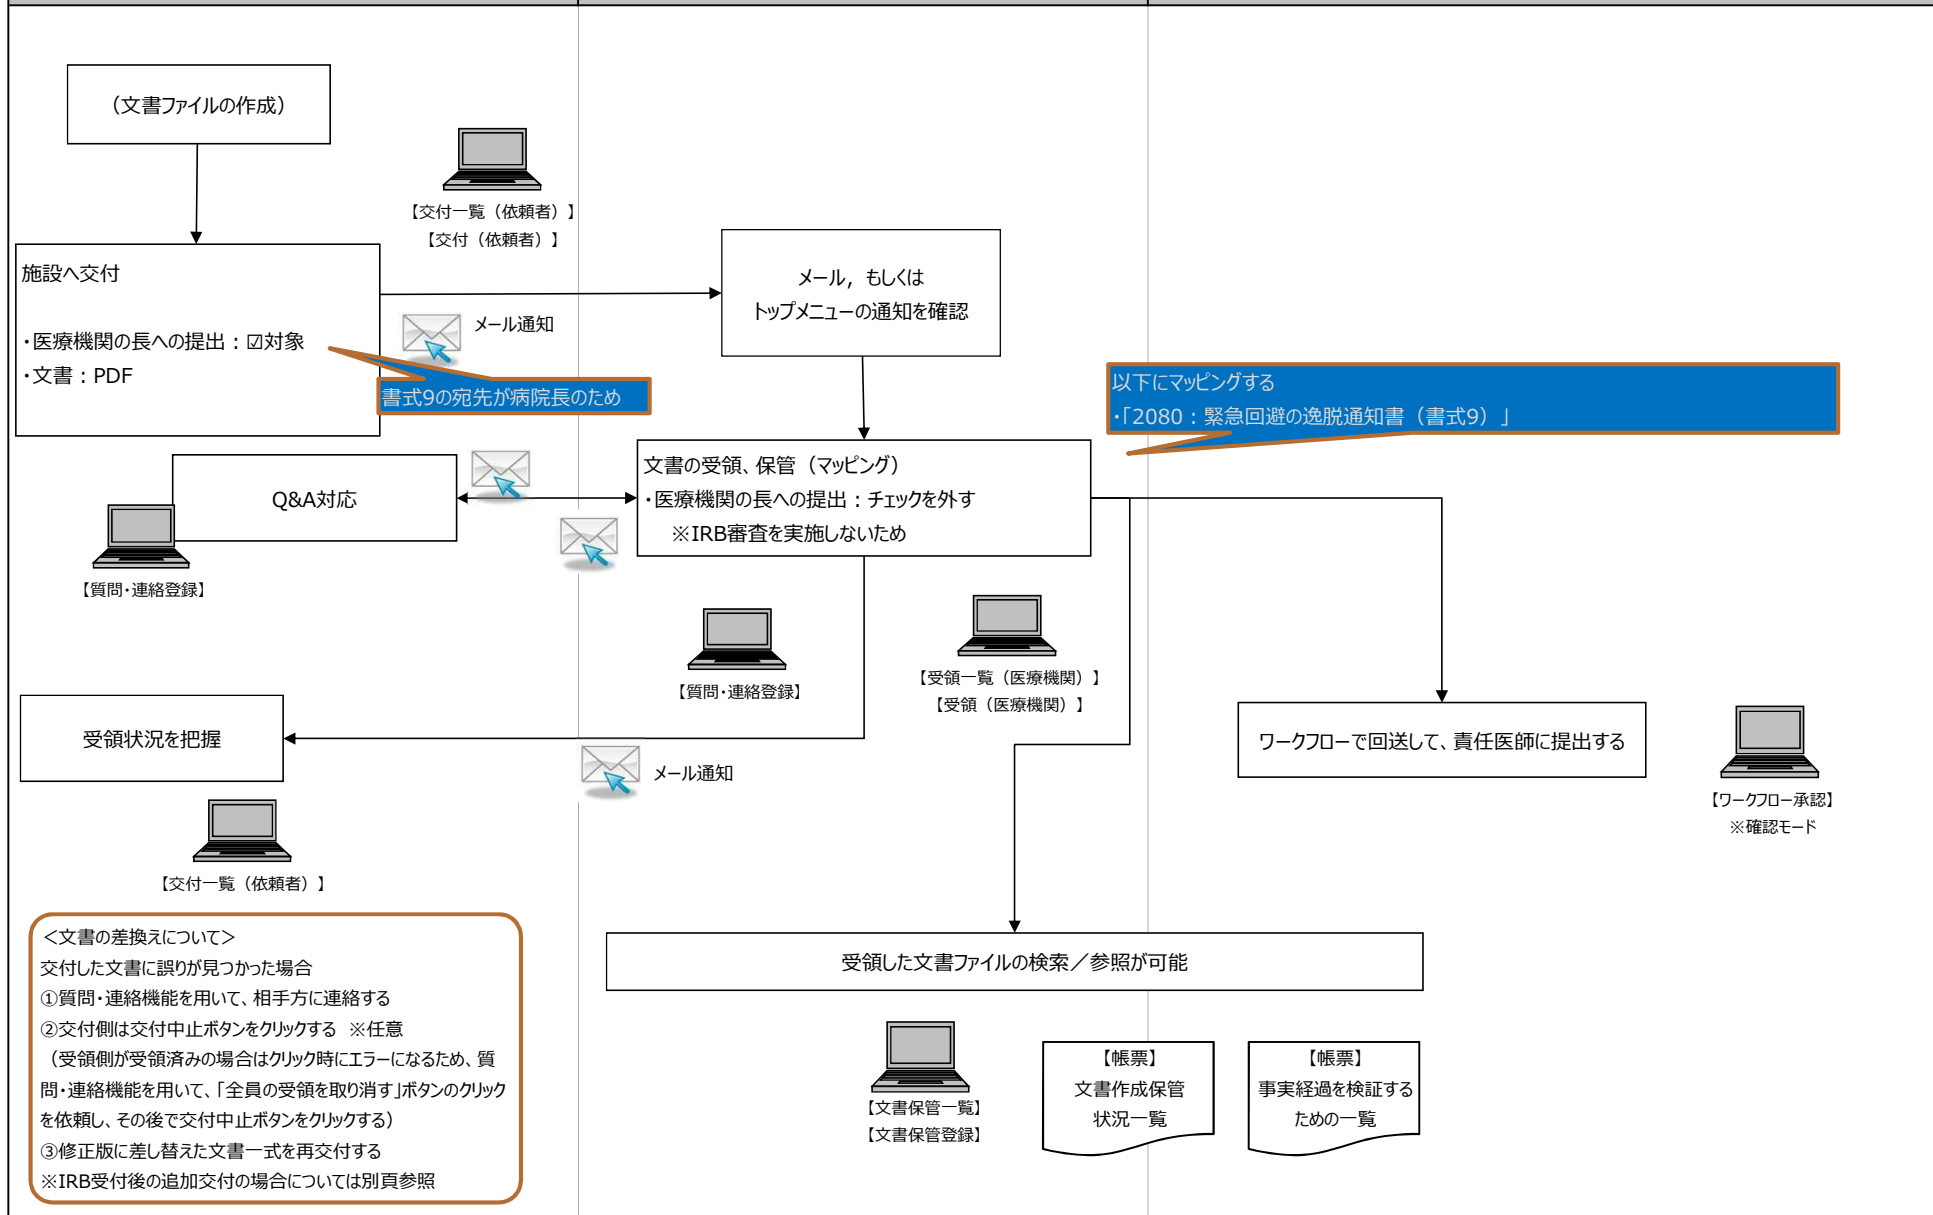 （文書ファイルの作成）
【交付一覧（依頼者）】
【交付（依頼者）】
施設へ交付
・医療機関の長への提出：☑対象
・文書：PDF
メール通知
書式9の宛先が病院長のため
メール，もしくは
トップメニューの通知を確認
以下にマッピングする
・「2080：緊急回避の逸脱通知書（書式9）」
Q&A対応
【質問・連絡登録】
文書の受領、保管（マッピング）
・医療機関の長への提出：チェックを外す
※IRB審査を実施しないため
【質問・連絡登録】
【受領一覧（医療機関）】
【受領（医療機関）】
受領状況を把握
メール通知
【交付一覧（依頼者）】
ワークフローで回送して、責任医師に提出する
【ワークフロー承認】
※確認モード
＜文書の差換えについて＞
交付した文書に誤りが見つかった場合
①質問・連絡機能を用いて、相手方に連絡する
②交付側は交付中止ボタンをクリックする　※任意
（受領側が受領済みの場合はクリック時にエラーになるため、質
問・連絡機能を用いて、「全員の受領を取り消す」ボタンのクリック
を依頼し、その後で交付中止ボタンをクリックする）
③修正版に差し替えた文書一式を再交付する
※IRB受付後の追加交付の場合については別頁参照
受領した文書ファイルの検索／参照が可能
【文書保管一覧】
【文書保管登録】
【帳票】
文書作成保管
状況一覧
【帳票】
事実経過を検証する
ための一覧